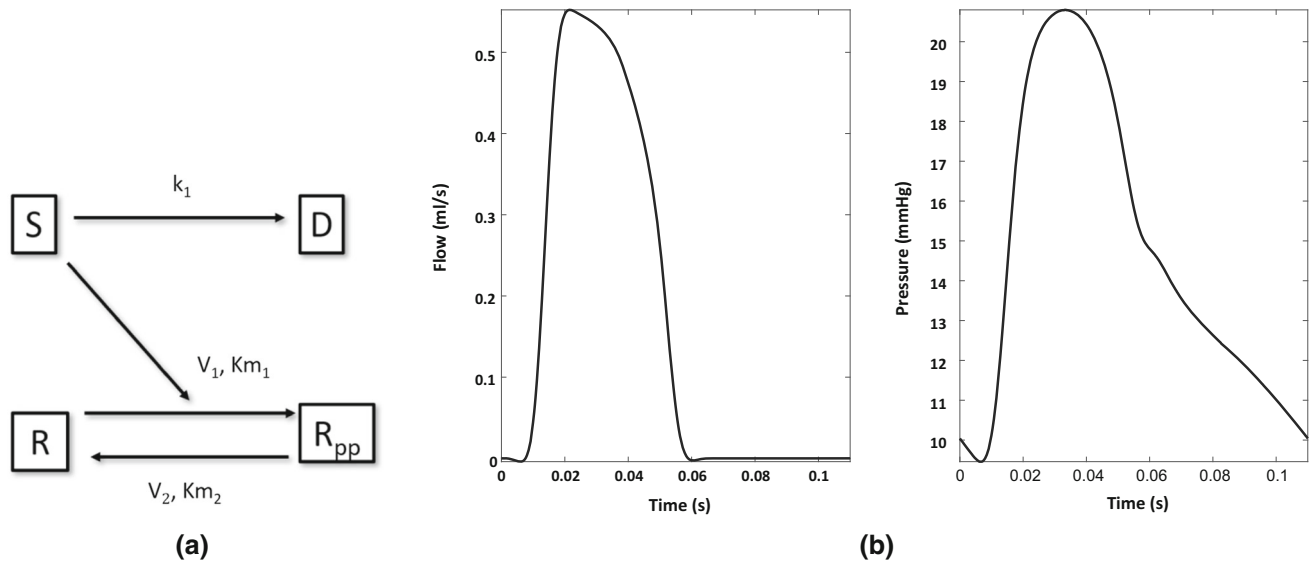 S
k₁
D
V₁, Km₁
R
Rpp
V₂, Km₂
(a)
Flow (ml/s)
0.5
0.4
0.3
0.2
0.1
0
0 0.02 0.04 0.06 0.08 0.1
Time (s)
Pressure (mmHg)
20
19
18
17
16
15
14
13
12
11
10
0 0.02 0.04 0.06 0.08 0.1
Time (s)
(b)